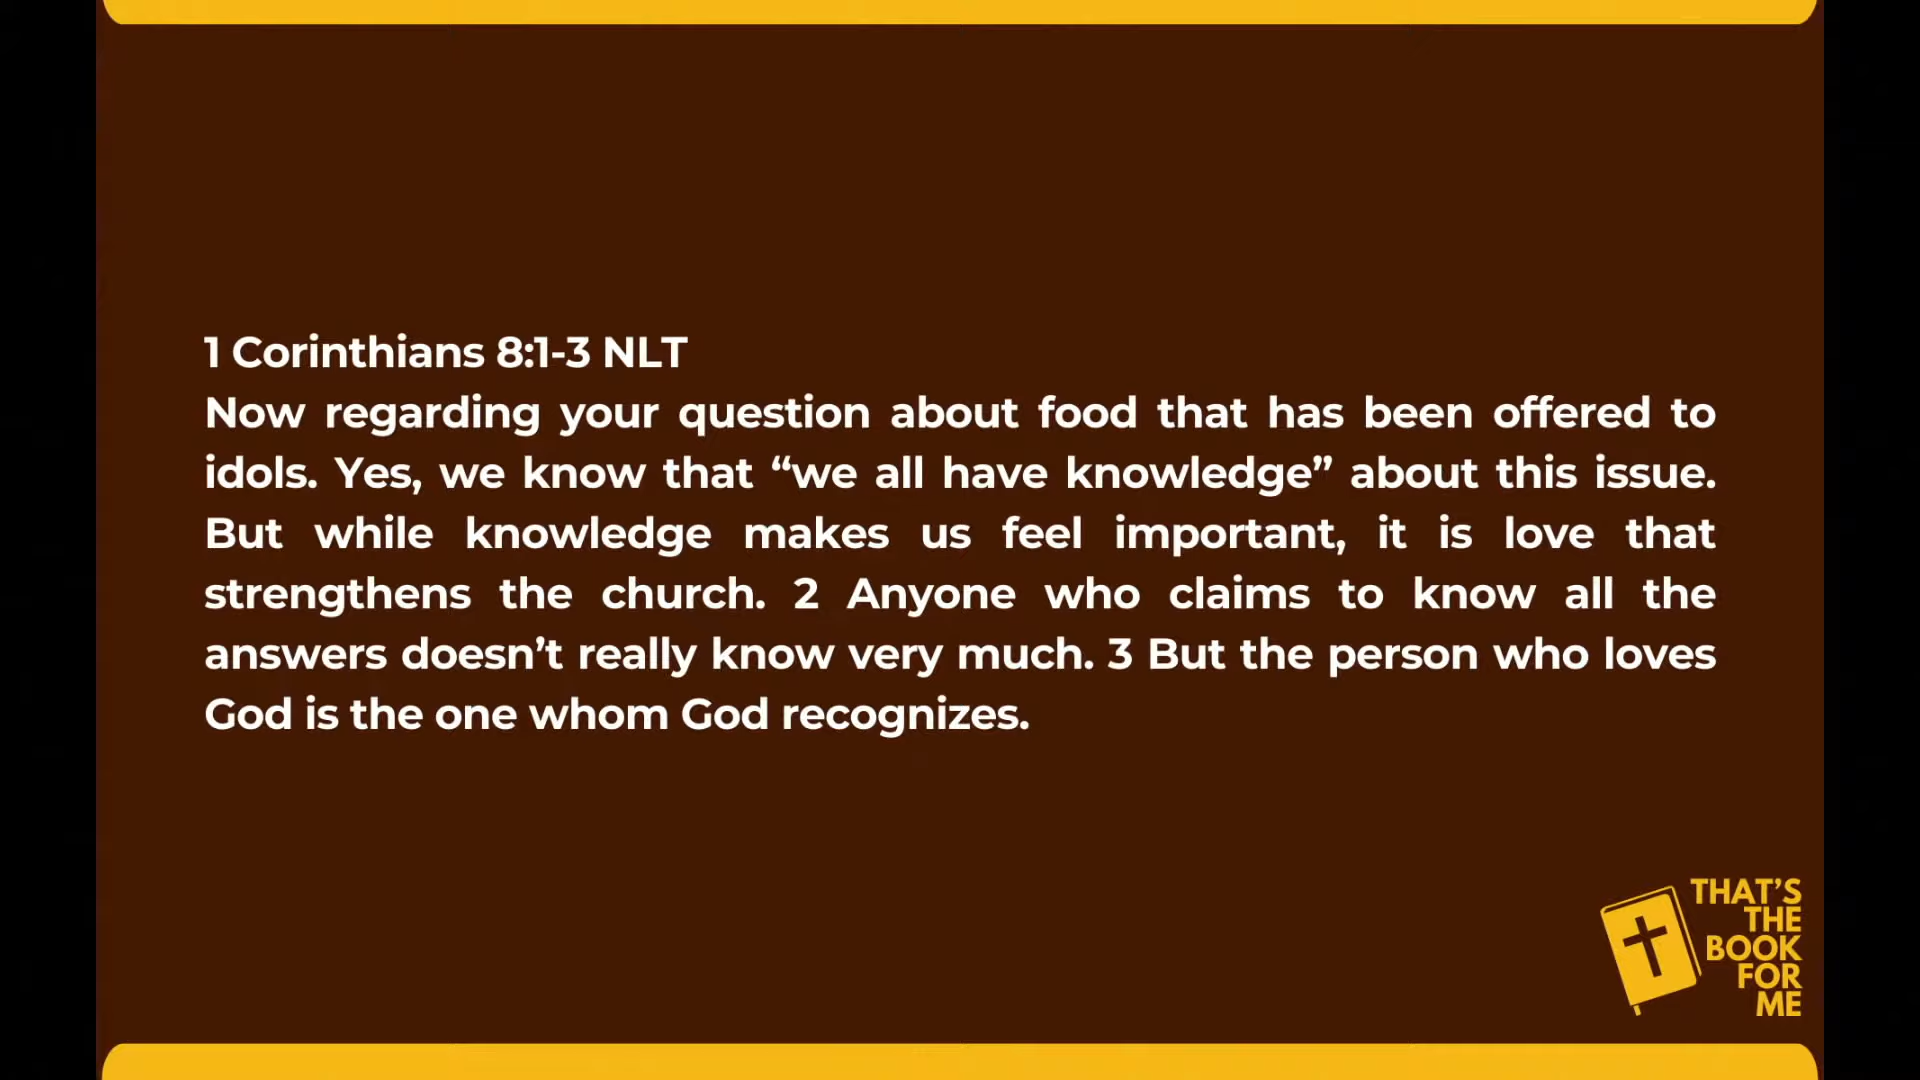 1 Corinthians 8:1-3 NLT
Now regarding your question about food that has been offered to
idols. Yes, we know that “we all have knowledge” about this issue.
But while knowledge makes us feel important, it is love that
strengthens the church. 2 Anyone who claims to know all the
answers doesn’t really know very much. 3 But the person who loves
God is the one whom God recognizes.
THAT’S
THE
BOOK
FOR
ME